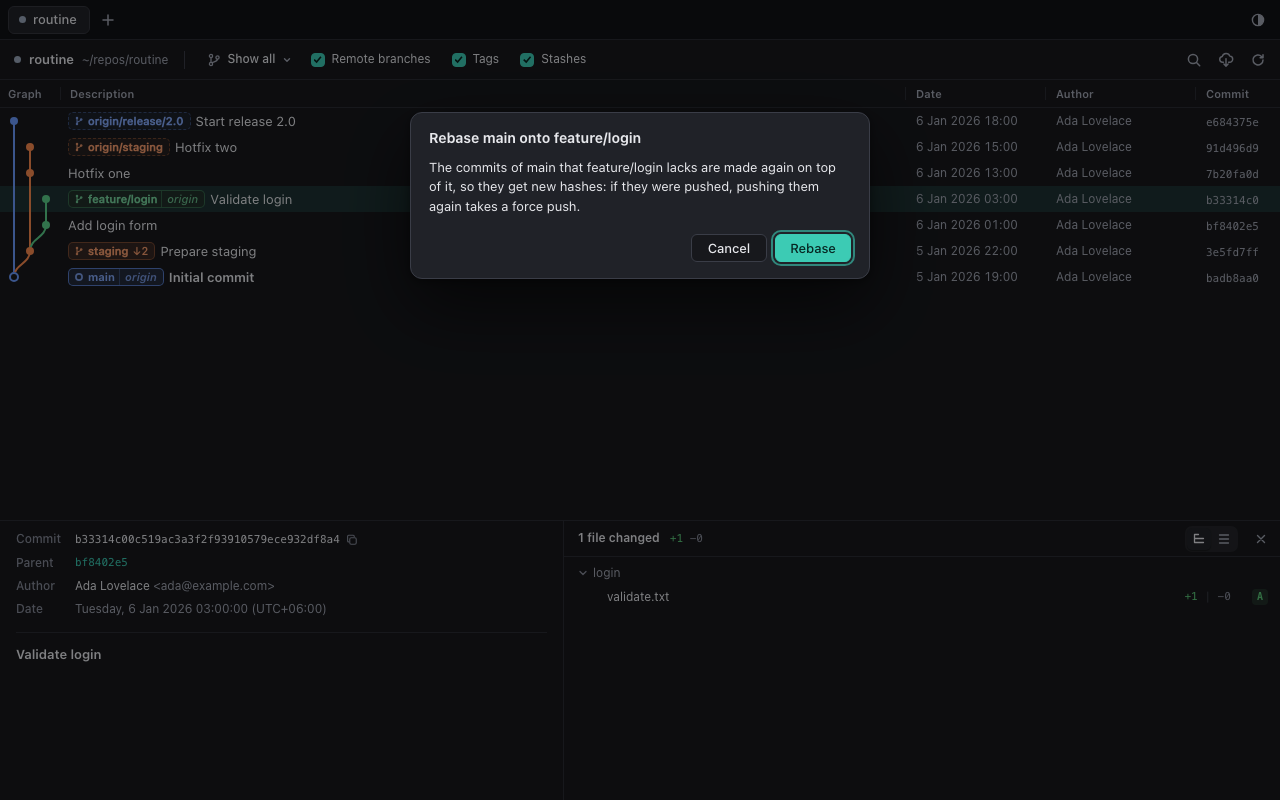 routine
routine ~/repos/routine Show all Remote branches Tags Stashes
Graph Description Date Author Commit
origin/release/2.0 Start release 2.0 6 Jan 2026 18:00 Ada Lovelace e684375e
origin/staging Hotfix two 6 Jan 2026 15:00 Ada Lovelace 91d496d9
Hotfix one 6 Jan 2026 13:00 Ada Lovelace 7b20fa0d
feature/login origin Validate login 6 Jan 2026 03:00 Ada Lovelace b33314c0
Add login form 6 Jan 2026 01:00 Ada Lovelace bf8402e5
staging ↓2 Prepare staging 5 Jan 2026 22:00 Ada Lovelace 3e5fd7ff
main origin Initial commit 5 Jan 2026 19:00 Ada Lovelace badb8aa0
Rebase main onto feature/login
The commits of main that feature/login lacks are made again on top
of it, so they get new hashes: if they were pushed, pushing them
again takes a force push.
Cancel Rebase
Commit b33314c00c519ac3a3f2f93910579ece932df8a4
Parent bf8402e5
Author Ada Lovelace <ada@example.com>
Date Tuesday, 6 Jan 2026 03:00:00 (UTC+06:00)
Validate login
1 file changed +1 −0
login
validate.txt +1 −0 A